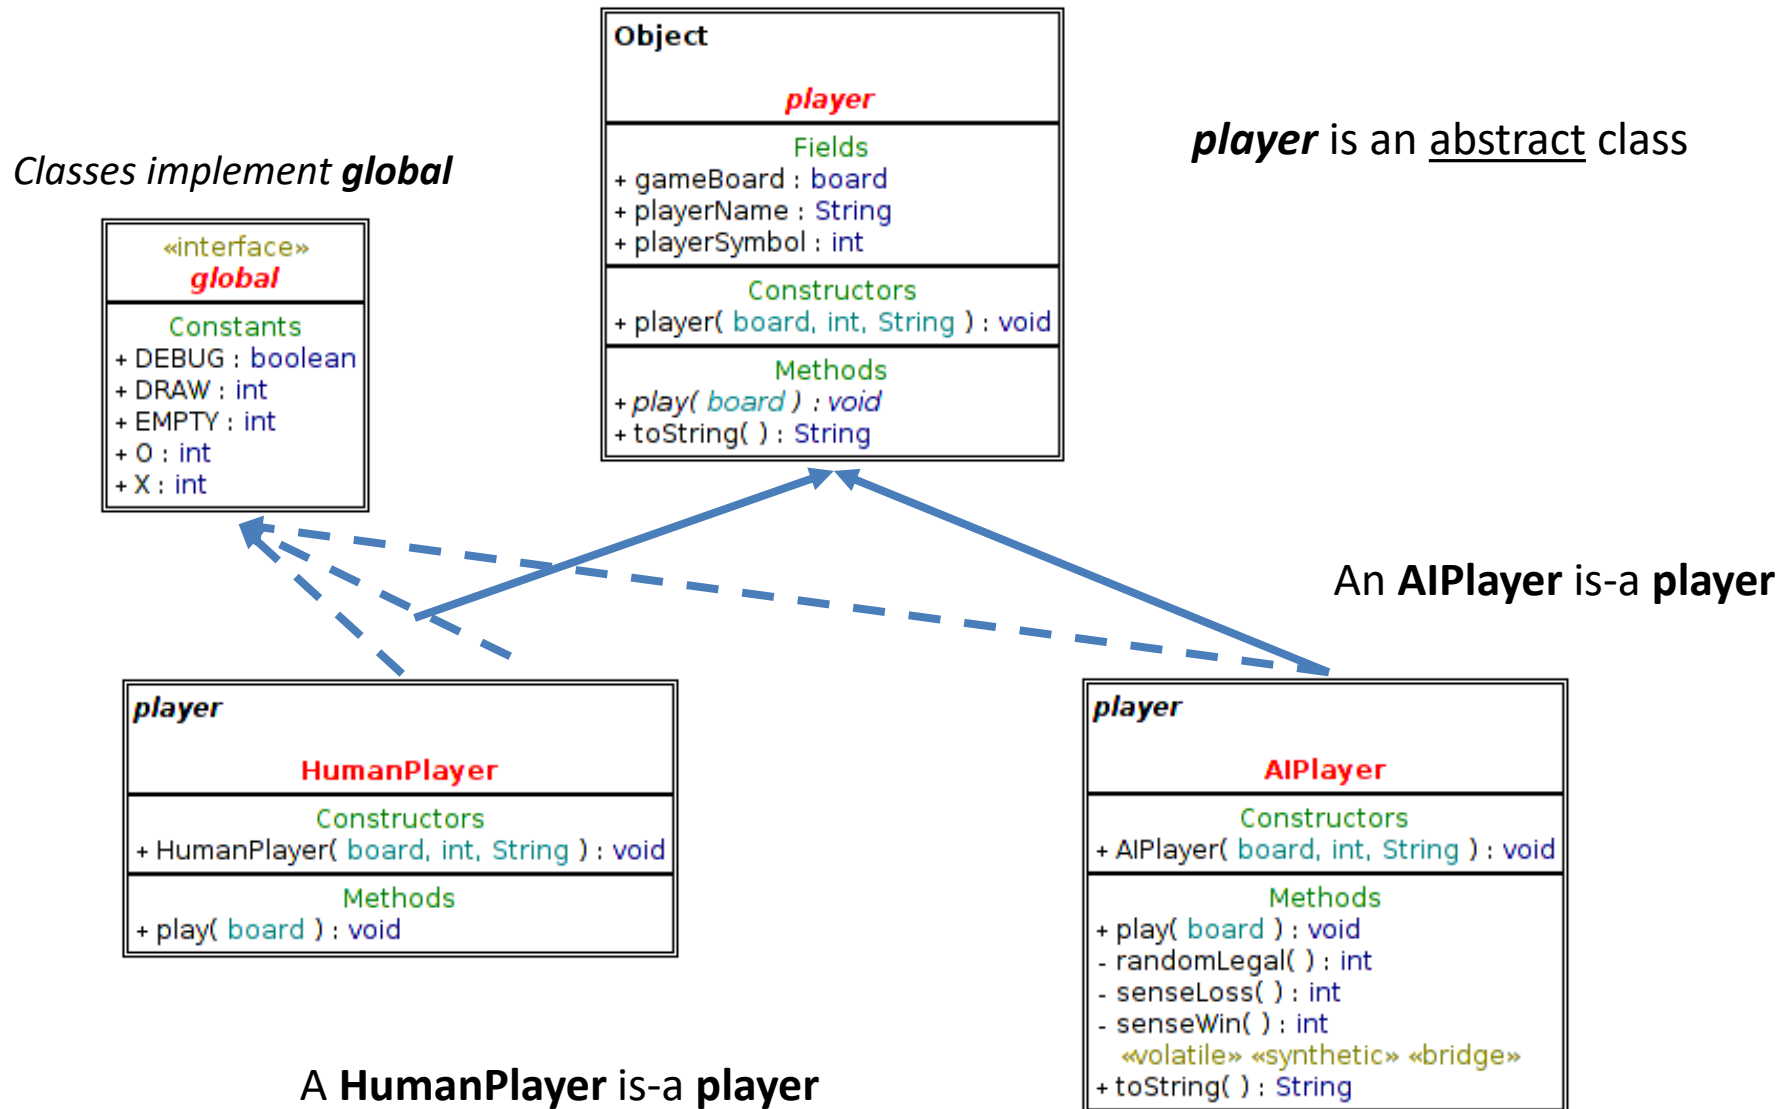 Object
player
Fields
+ gameBoard : board
+ playerName : String
+ playerSymbol : int
Constructors
+ player( board, int, String ) : void
Methods
+ play( board ) : void
+ toString( ) : String
player is an abstract class
Classes implement global
«interface»
global
Constants
+ DEBUG : boolean
+ DRAW : int
+ EMPTY : int
+ O : int
+ X : int
An AIPlayer is-a player
player
HumanPlayer
Constructors
+ HumanPlayer( board, int, String ) : void
Methods
+ play( board ) : void
player
AIPlayer
Constructors
+ AIPlayer( board, int, String ) : void
Methods
+ play( board ) : void
- randomLegal( ) : int
- senseLoss( ) : int
- senseWin( ) : int
«volatile» «synthetic» «bridge»
+ toString( ) : String
A HumanPlayer is-a player